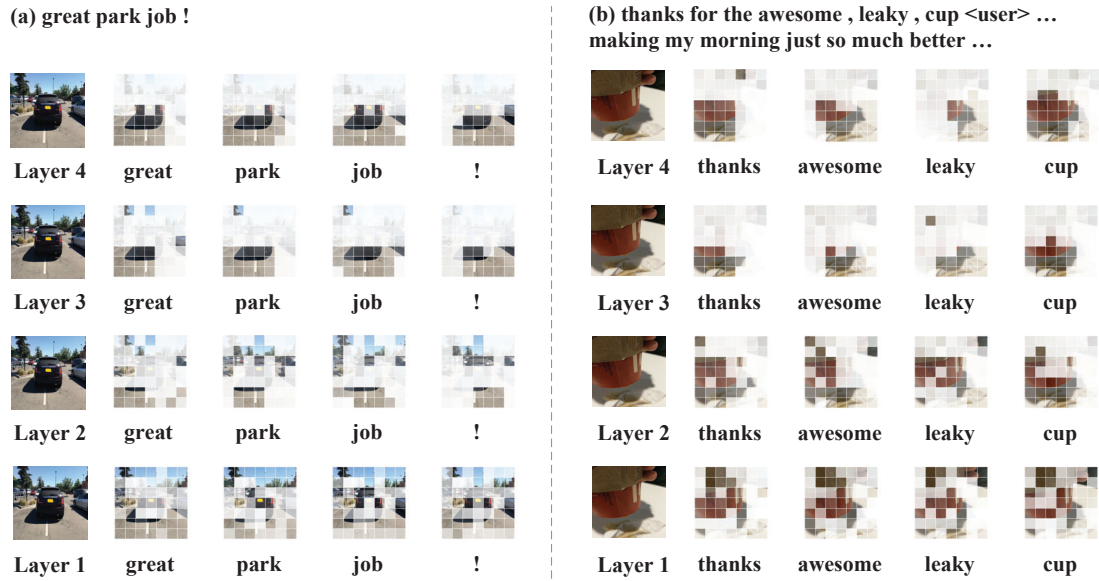 (a) great park job !
Layer 4 great park job !
Layer 3 great park job !
Layer 2 great park job !
Layer 1 great park job !
(b) thanks for the awesome , leaky , cup <user> …
making my morning just so much better …
Layer 4 thanks awesome leaky cup
Layer 3 thanks awesome leaky cup
Layer 2 thanks awesome leaky cup
Layer 1 thanks awesome leaky cup